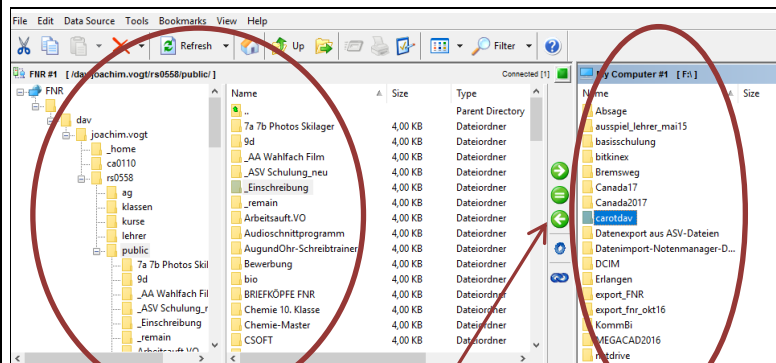 File Edit Data Source Tools Bookmarks View Help
Refresh Up Filter
FNR #1 [ /dav/joachim.vogt/rs0558/public/ ] Connected [1]
FNR
dav
joachim.vogt
_home
ca0110
rs0558
ag
klassen
kurse
lehrer
public
7a 7b Photos Skil
9d
_AA Wahlfach Fil
_ASV Schulung_r
_Einschreibung
_remain
Arbeitsauft.VO
Name Size Type
.. Parent Directory
7a 7b Photos Skilager 4,00 KB Dateiordner
9d 4,00 KB Dateiordner
_AA Wahlfach Film 4,00 KB Dateiordner
_ASV Schulung_neu 4,00 KB Dateiordner
_Einschreibung 4,00 KB Dateiordner
_remain 4,00 KB Dateiordner
Arbeitsauft.VO 4,00 KB Dateiordner
Audioschnittprogramm 4,00 KB Dateiordner
AugundOhr-Schreibtrainer 4,00 KB Dateiordner
Bewerbung 4,00 KB Dateiordner
bio 4,00 KB Dateiordner
BRIEFKÖPFE FNR 4,00 KB Dateiordner
Chemie 10. Klasse 4,00 KB Dateiordner
Chemie-Master 4,00 KB Dateiordner
CSOFT 4,00 KB Dateiordner
My Computer #1 [ F:\ ]
Name Size
Absage
ausspiel_lehrer_mai15
basisschulung
bitkinex
Bremsweg
Canada17
Canada2017
carotdav
Datenexport aus ASV-Dateien
Datenimport-Notenmanager-D...
DCIM
Erlangen
export_FNR
export_fnr_okt16
KommBi
MEGACAD2016
netdrive